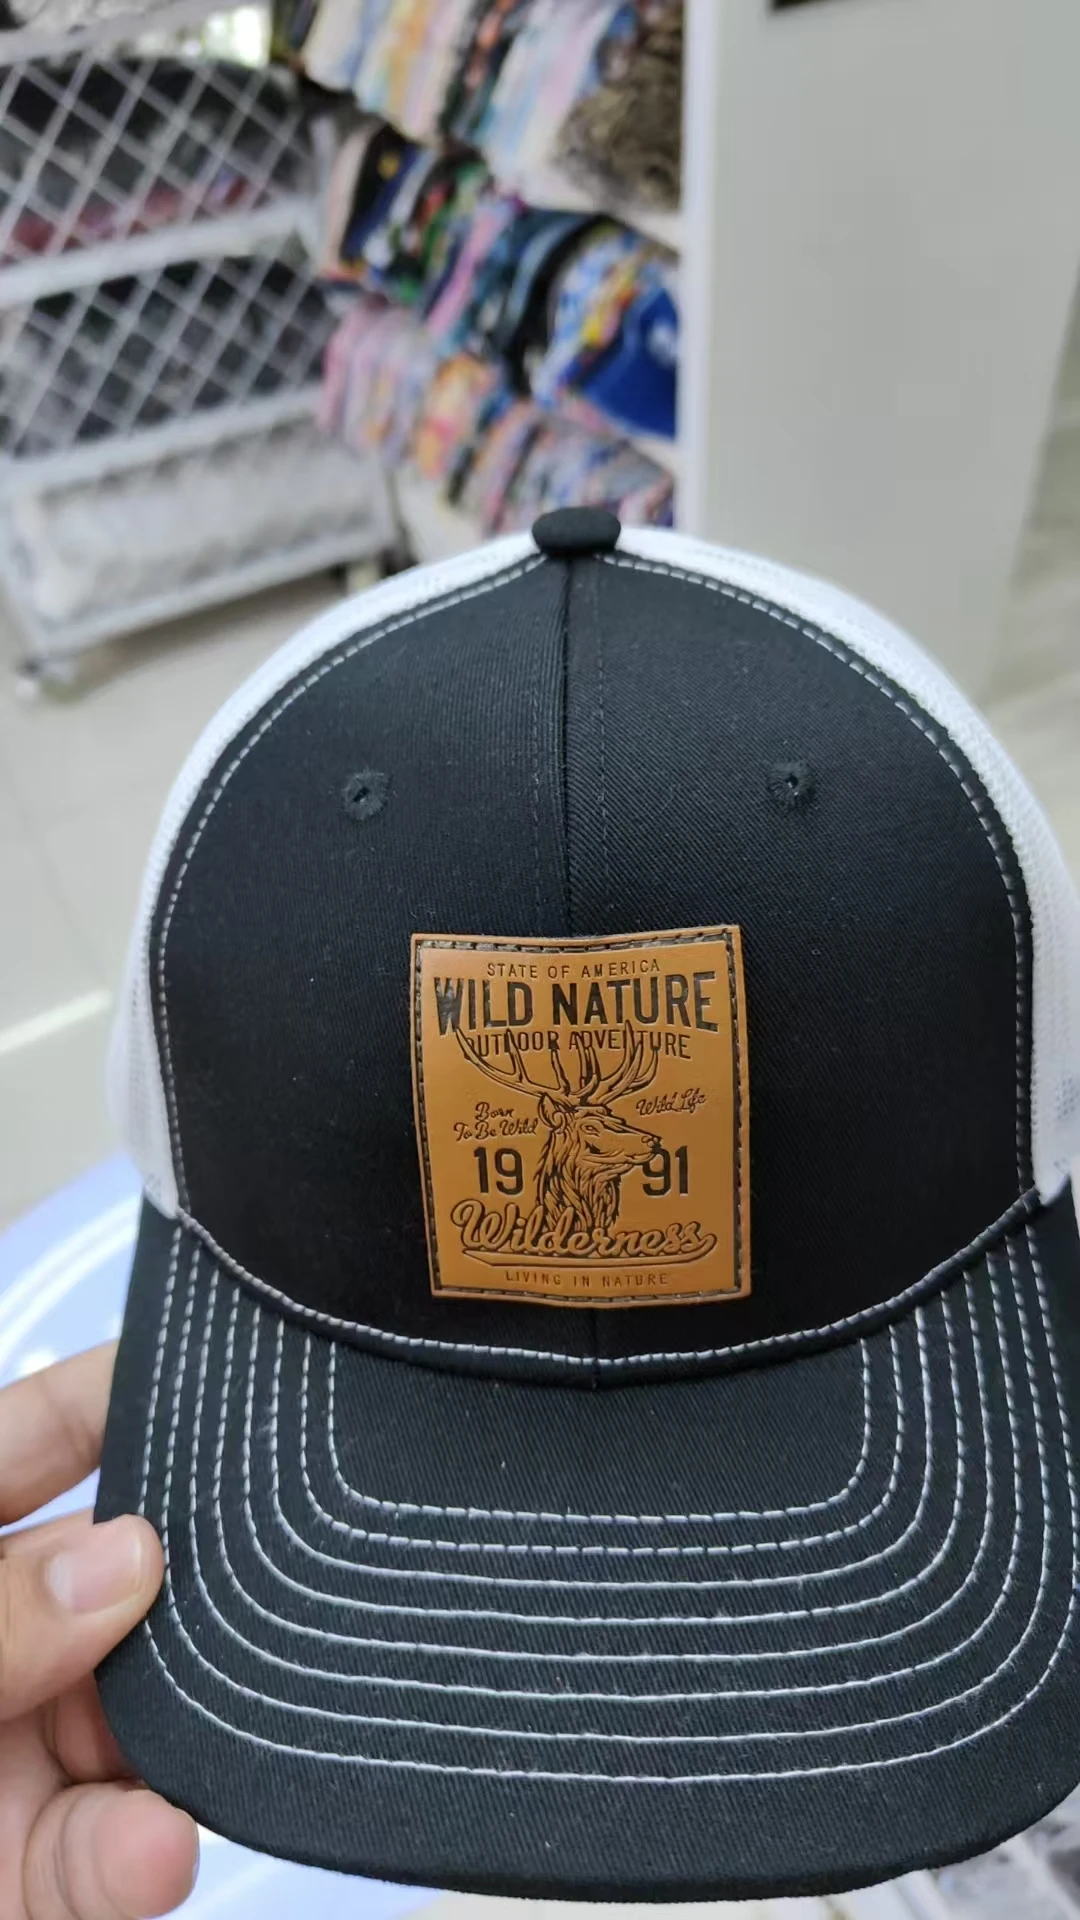 STATE OF AMERICA
WILD NATURE
OUTDOOR ADVENTURE
Born
To Be Wild
Wild Life
19 91
Wilderness
LIVING IN NATURE